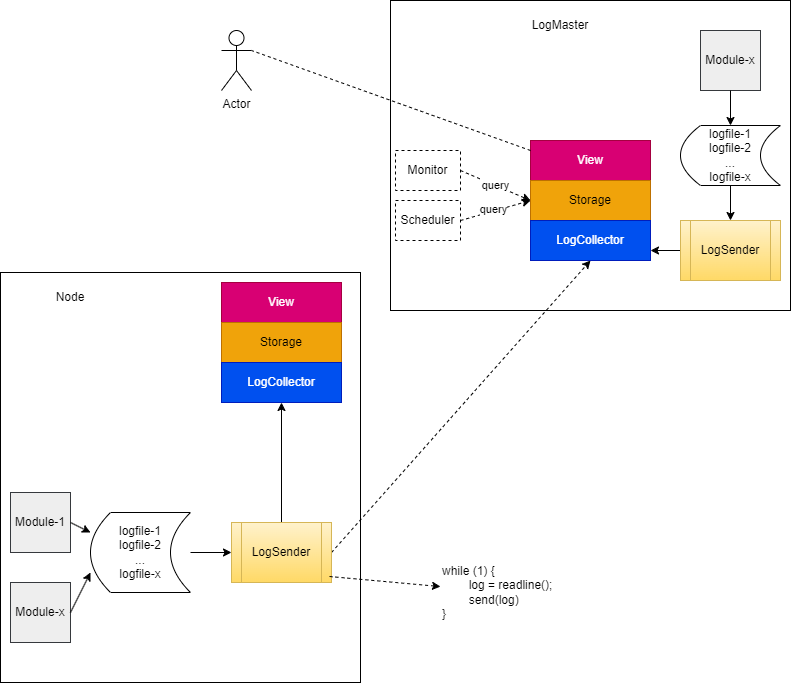 LogMaster
Actor
Module-x
logfile-1
logfile-2
...
logfile-x
View
Monitor
query
Storage
Scheduler
query
LogCollector
LogSender
Node
View
Storage
LogCollector
Module-1
logfile-1
logfile-2
...
logfile-x
LogSender
Module-x
while (1) {
log = readline();
send(log)
}